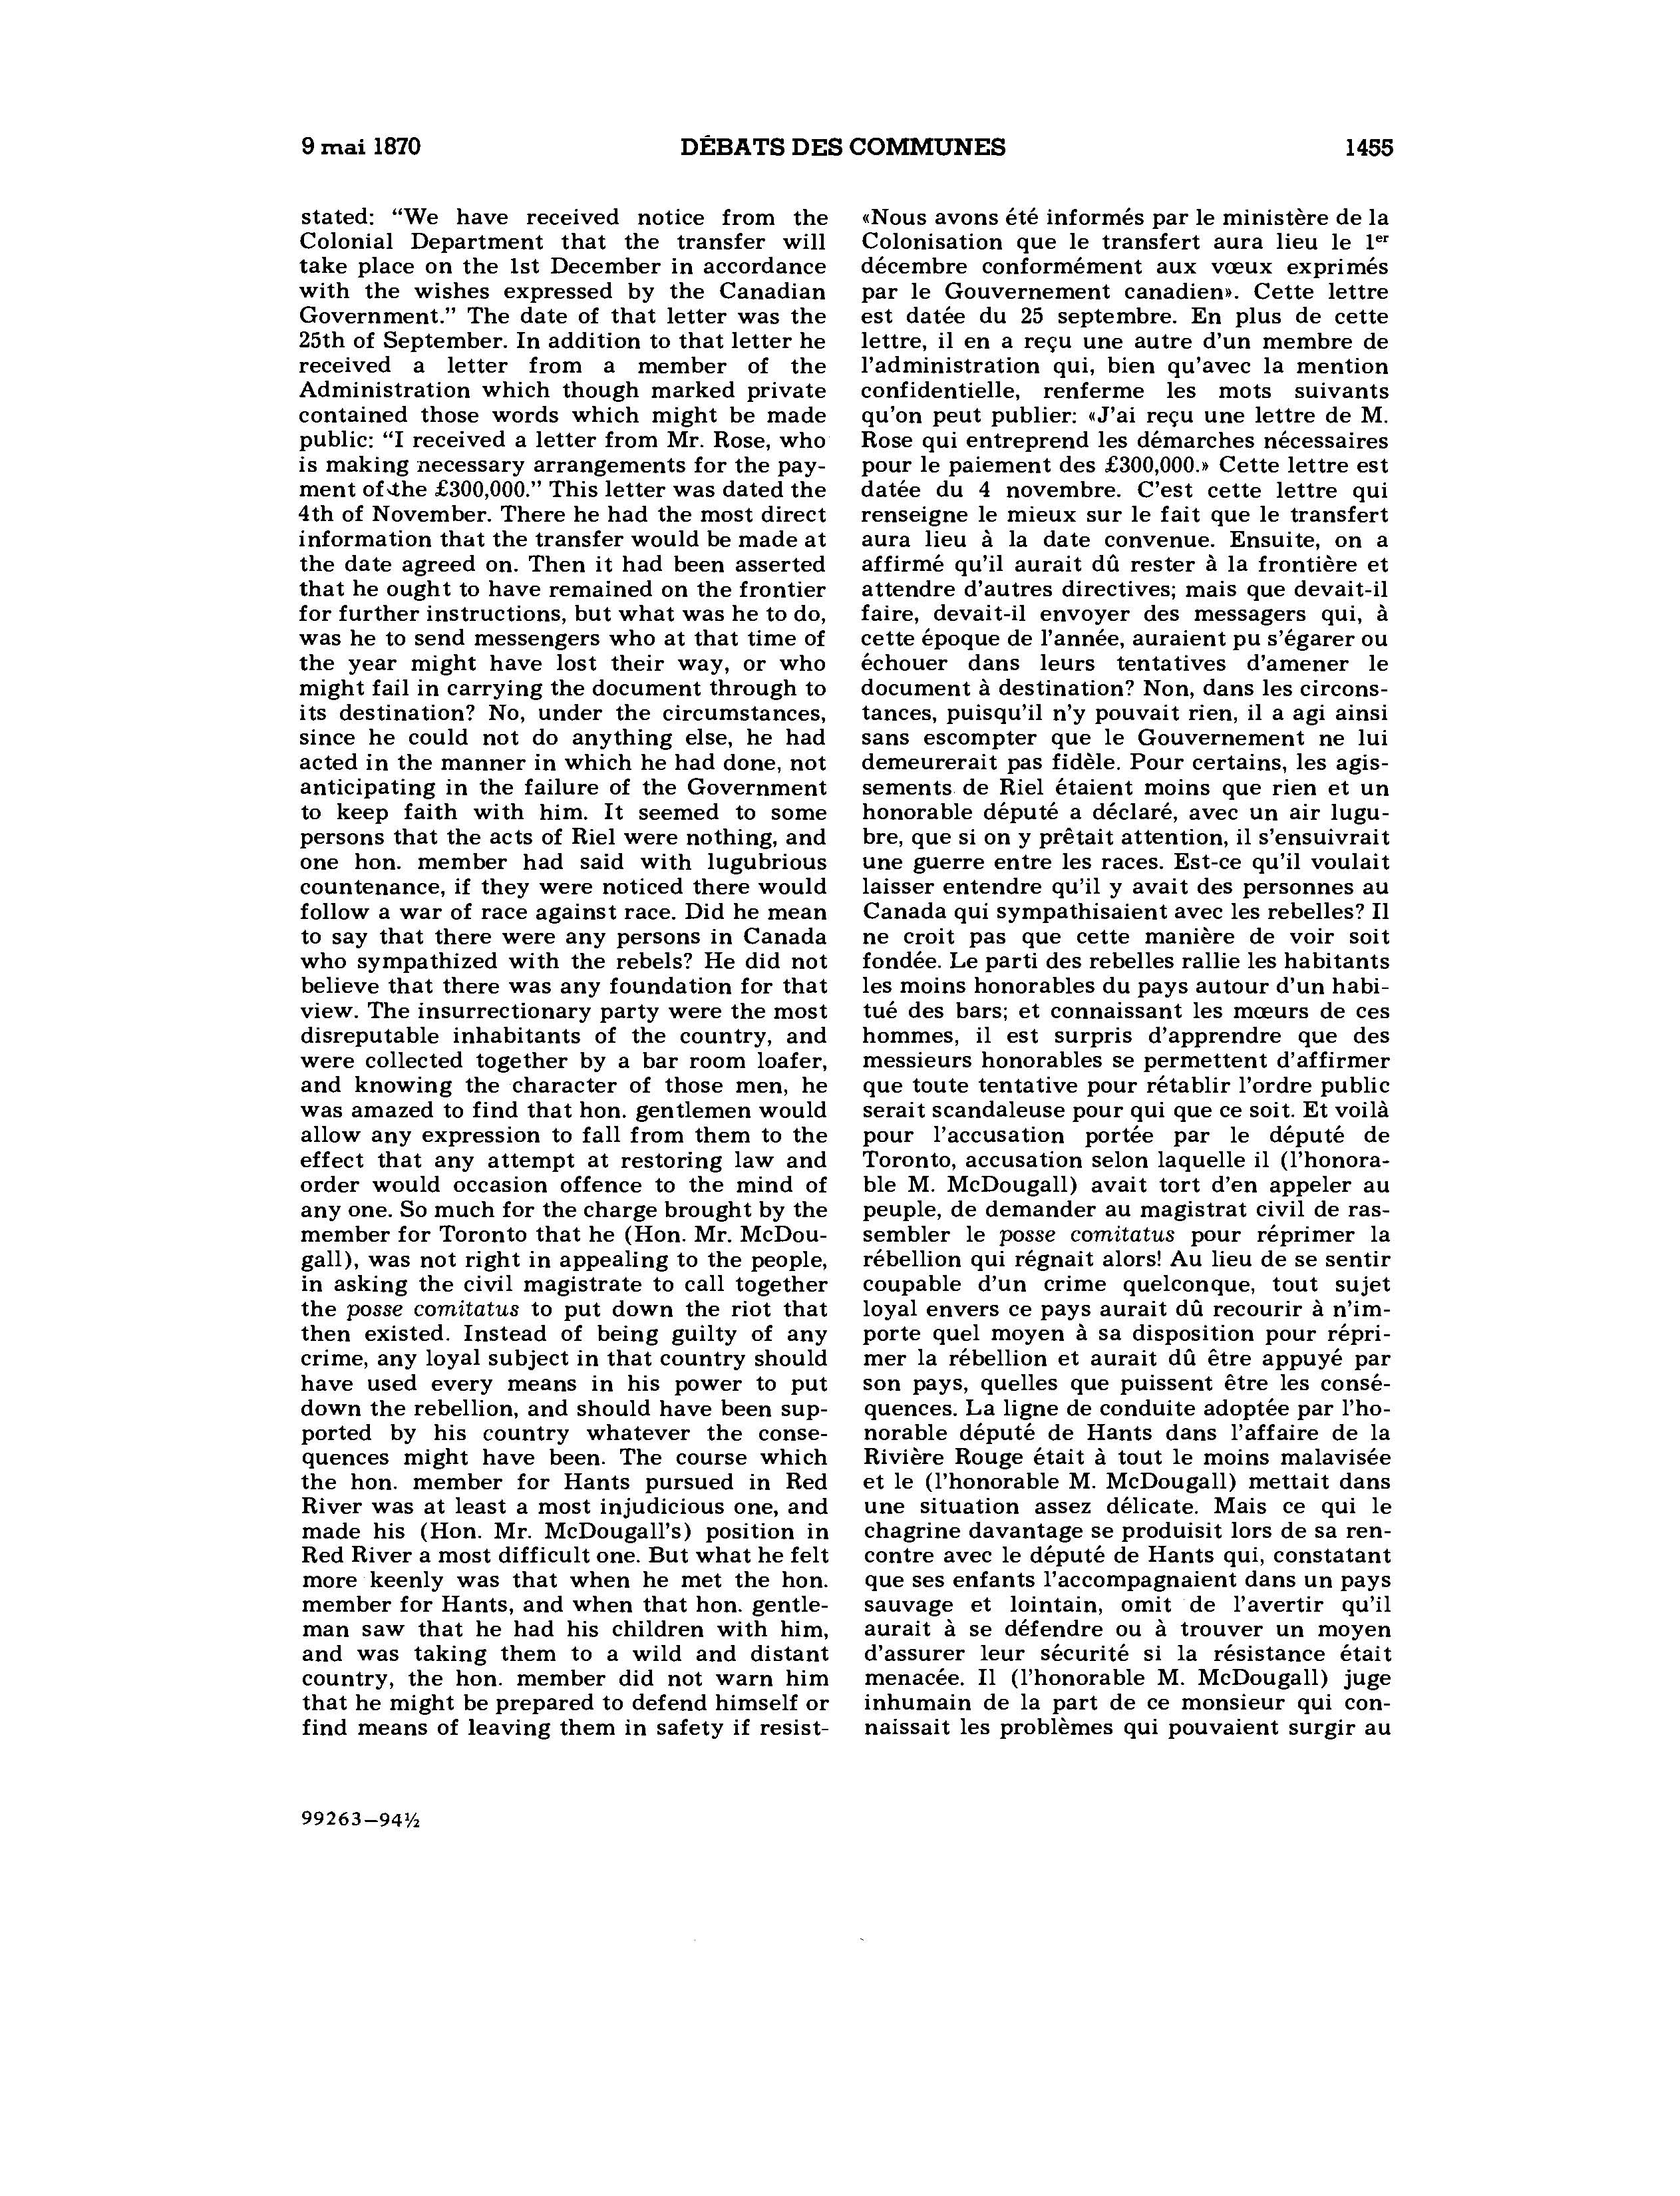 9 mai 1870 DÉBATS DES COMMUNES 1455
stated: “We have received notice from the
Colonial Department that the transfer will
take place on the 1st December in accordance
with the wishes expressed by the Canadian
Government.” The date of that letter was the
25th of September. In addition to that letter he
received a letter from a member of the
Administration which though marked private
contained those words which might be made
public: “I received a letter from Mr. Rose, who
is making necessary arrangements for the pay-
ment of the £300,000.” This letter was dated the
4th of November. There he had the most direct
information that the transfer would be made at
the date agreed on. Then it had been asserted
that he ought to have remained on the frontier
for further instructions, but what was he to do,
was he to send messengers who at that time of
the year might have lost their way, or who
might fail in carrying the document through to
its destination? No, under the circumstances,
since he could not do anything else, he had
acted in the manner in which he had done, not
anticipating in the failure of the Government
to keep faith with him. It seemed to some
persons that the acts of Riel were nothing, and
one hon. member had said with lugubrious
countenance, if they were noticed there would
follow a war of race against race. Did he mean
to say that there were any persons in Canada
who sympathized with the rebels? He did not
believe that there was any foundation for that
view. The insurrectionary party were the most
disreputable inhabitants of the country, and
were collected together by a bar room loafer,
and knowing the character of those men, he
was amazed to find that hon. gentlemen would
allow any expression to fall from them to the
effect that any attempt at restoring law and
order would occasion offence to the mind of
any one. So much for the charge brought by the
member for Toronto that he (Hon. Mr. McDou-
gall), was not right in appealing to the people,
in asking the civil magistrate to call together
the posse comitatus to put down the riot that
then existed. Instead of being guilty of any
crime, any loyal subject in that country should
have used every means in his power to put
down the rebellion, and should have been sup-
ported by his country whatever the conse-
quences might have been. The course which
the hon. member for Hants pursued in Red
River was at least a most injudicious one, and
made his (Hon. Mr. McDougall’s) position in
Red River a most difficult one. But what he felt
more keenly was that when he met the hon.
member for Hants, and when that hon. gentle-
man saw that he had his children with him,
and was taking them to a wild and distant
country, the hon. member did not warn him
that he might be prepared to defend himself or
find means of leaving them in safety if resist-
«Nous avons été informés par le ministère de la
Colonisation que le transfert aura lieu le 1er
décembre conformément aux vœux exprimés
par le Gouvernement canadien». Cette lettre
est datée du 25 septembre. En plus de cette
lettre, il en a reçu une autre d’un membre de
l’administration qui, bien qu’avec la mention
confidentielle, renferme les mots suivants
qu’on peut publier: «J’ai reçu une lettre de M.
Rose qui entreprend les démarches nécessaires
pour le paiement des £300,000.» Cette lettre est
datée du 4 novembre. C’est cette lettre qui
renseigne le mieux sur le fait que le transfert
aura lieu à la date convenue. Ensuite, on a
affirmé qu’il aurait dû rester à la frontière et
attendre d’autres directives; mais que devait-il
faire, devait-il envoyer des messagers qui, à
cette époque de l’année, auraient pu s’égarer ou
échouer dans leurs tentatives d’amener le
document à destination? Non, dans les circons-
tances, puisqu’il n’y pouvait rien, il a agi ainsi
sans escompter que le Gouvernement ne lui
demeurerait pas fidèle. Pour certains, les agis-
sements de Riel étaient moins que rien et un
honorable député a déclaré, avec un air lugu-
bre, que si on y prêtait attention, il s’ensuivrait
une guerre entre les races. Est-ce qu’il voulait
laisser entendre qu’il y avait des personnes au
Canada qui sympathisaient avec les rebelles? Il
ne croit pas que cette manière de voir soit
fondée. Le parti des rebelles rallie les habitants
les moins honorables du pays autour d’un habi-
tué des bars; et connaissant les mœurs de ces
hommes, il est surpris d’apprendre que des
messieurs honorables se permettent d’affirmer
que toute tentative pour rétablir l’ordre public
serait scandaleuse pour qui que ce soit. Et voilà
pour l’accusation portée par le député de
Toronto, accusation selon laquelle il (l’honora-
ble M. McDougall) avait tort d’en appeler au
peuple, de demander au magistrat civil de ras-
sembler le posse comitatus pour réprimer la
rébellion qui régnait alors! Au lieu de se sentir
coupable d’un crime quelconque, tout sujet
loyal envers ce pays aurait dû recourir à n’im-
porte quel moyen à sa disposition pour répri-
mer la rébellion et aurait dû être appuyé par
son pays, quelles que puissent être les consé-
quences. La ligne de conduite adoptée par l’ho-
norable député de Hants dans l’affaire de la
Rivière Rouge était à tout le moins malavisée
et le (l’honorable M. McDougall) mettait dans
une situation assez délicate. Mais ce qui le
chagrine davantage se produisit lors de sa ren-
contre avec le député de Hants qui, constatant
que ses enfants l’accompagnaient dans un pays
sauvage et lointain, omit de l’avertir qu’il
aurait à se défendre ou à trouver un moyen
d’assurer leur sécurité si la résistance était
menacée. Il (l’honorable M. McDougall) juge
inhumain de la part de ce monsieur qui con-
naissait les problèmes qui pouvaient surgir au
99263—94½